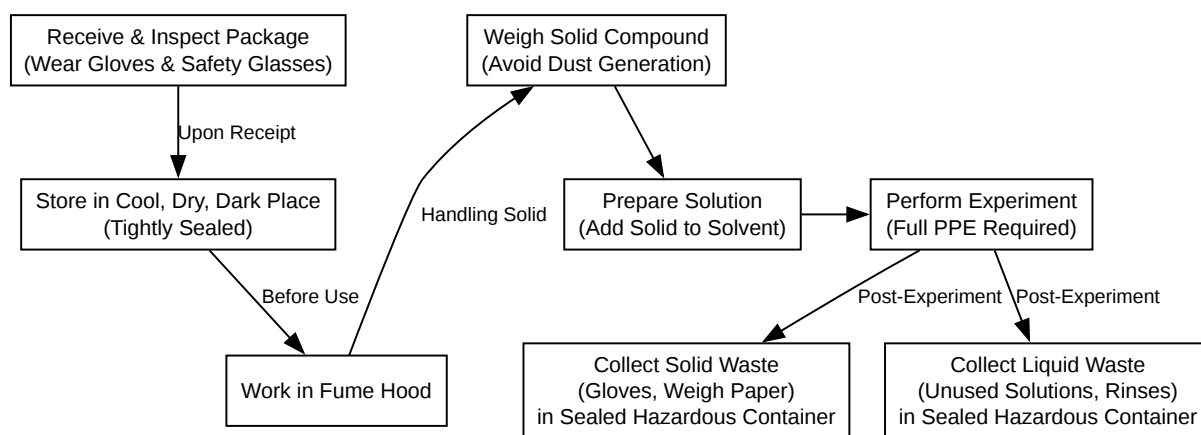 Receive & Inspect Package
(Wear Gloves & Safety Glasses)
Upon Receipt
Store in Cool, Dry, Dark Place
(Tightly Sealed)
Before Use
Work in Fume Hood
Handling Solid
Weigh Solid Compound
(Avoid Dust Generation)
Prepare Solution
(Add Solid to Solvent)
Perform Experiment
(Full PPE Required)
Post-Experiment
Post-Experiment
Collect Solid Waste
(Gloves, Weigh Paper)
in Sealed Hazardous Container
Collect Liquid Waste
(Unused Solutions, Rinses)
in Sealed Hazardous Container